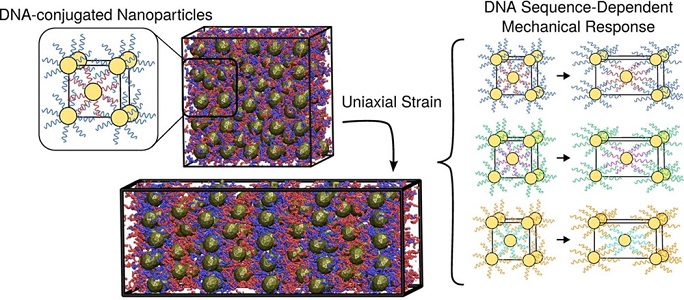 DNA-conjugated Nanoparticles
Uniaxial Strain
DNA Sequence-Dependent
Mechanical Response